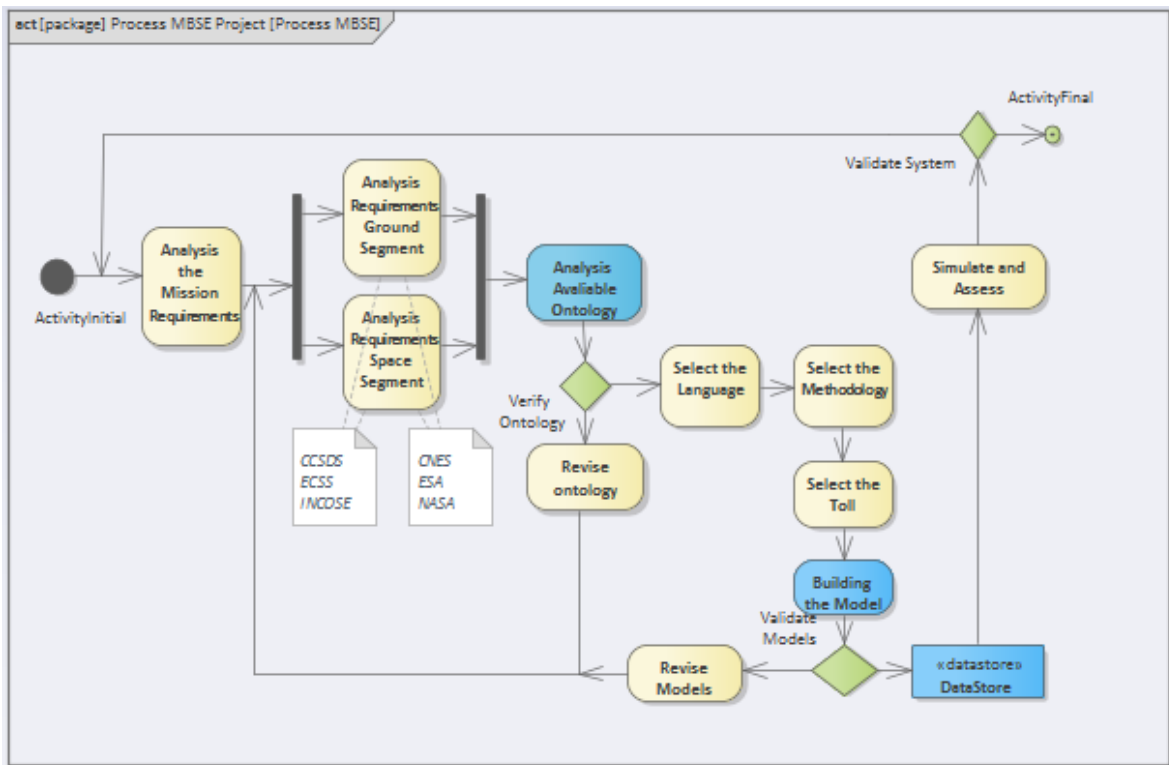 act [package] Process MBSE Project [Process MBSE]
ActivityFinal
Validate System
Analysis
Requirements
Ground
Segment
Analysis
the
Mission
Requirements
ActivityInitial
Analysis
Avaliable
Ontology
Simulate and
Assess
Analysis
Requirements
Space
Segment
Select the
Language
Select the
Methodology
Verify
Ontology
CCSDS
ECSS
INCOSE
CNES
ESA
NASA
Revise
ontology
Select the
Toll
Building
the Model
Validate
Models
Revise
Models
«datastore»
DataStore